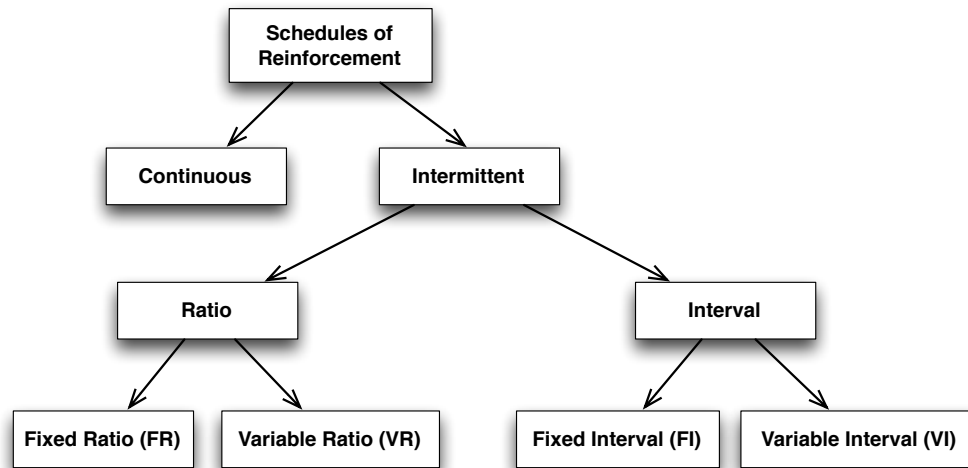 Schedules of
Reinforcement
Continuous
Intermittent
Ratio
Interval
Fixed Ratio (FR)
Variable Ratio (VR)
Fixed Interval (FI)
Variable Interval (VI)